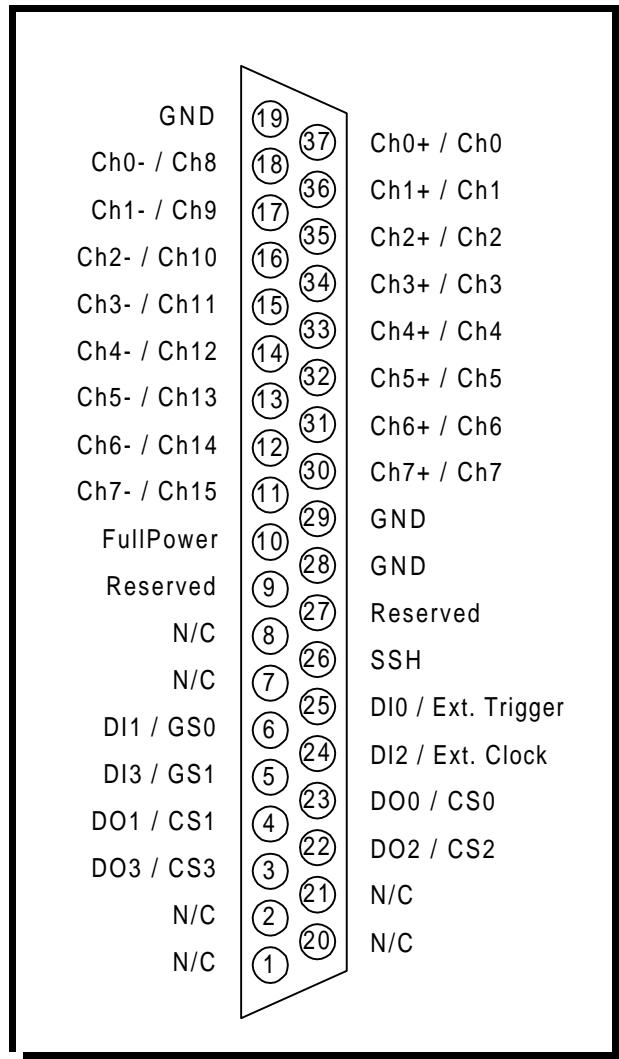 GND 19
37 Ch0+ / Ch0
Ch0- / Ch8 18
36 Ch1+ / Ch1
Ch1- / Ch9 17
35 Ch2+ / Ch2
Ch2- / Ch10 16
34 Ch3+ / Ch3
Ch3- / Ch11 15
33 Ch4+ / Ch4
Ch4- / Ch12 14
32 Ch5+ / Ch5
Ch5- / Ch13 13
31 Ch6+ / Ch6
Ch6- / Ch14 12
30 Ch7+ / Ch7
Ch7- / Ch15 11
29 GND
FullPower 10
28 GND
Reserved 9
27 Reserved
N/C 8
26 SSH
N/C 7
25 DI0 / Ext. Trigger
DI1 / GS0 6
24 DI2 / Ext. Clock
DI3 / GS1 5
23 DO0 / CS0
DO1 / CS1 4
22 DO2 / CS2
DO3 / CS3 3
21 N/C
N/C 2
20 N/C
N/C 1